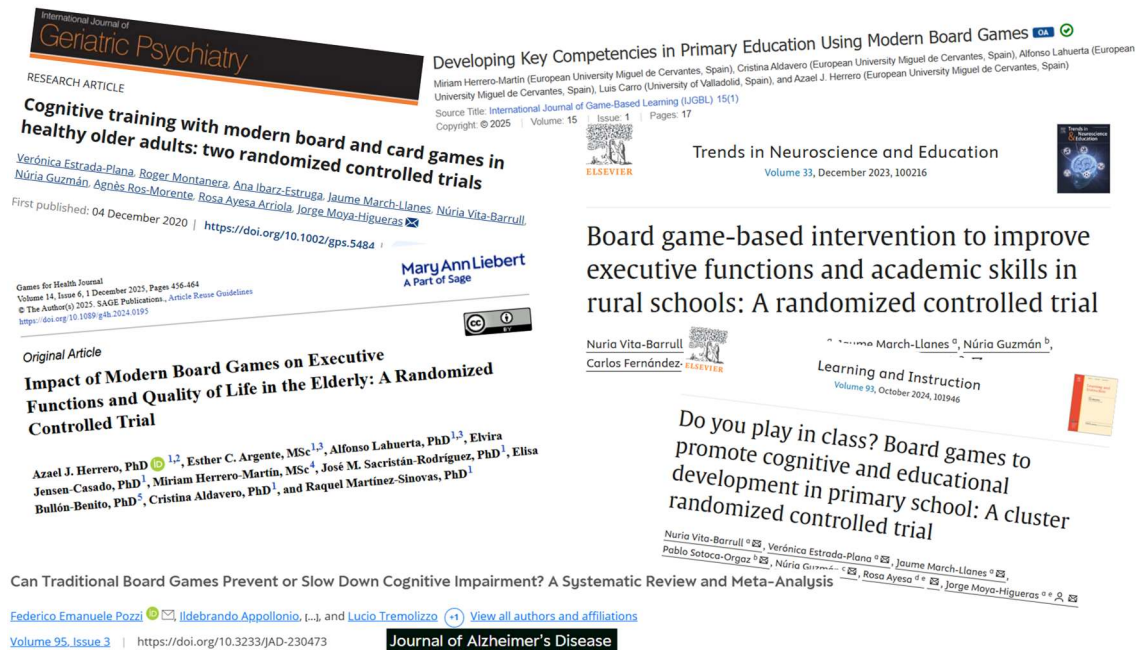 International Journal of
Geriatric Psychiatry
RESEARCH ARTICLE
Cognitive training with modern board and card games in
healthy older adults: two randomized controlled trials
Verónica Estrada-Plana, Roger Montanera, Ana Ibarz-Estruga, Jaume March-Llanes, Núria Vita-Barrull,
Núria Guzmán, Agnès Ros-Morente, Rosa Ayesa Arriola, Jorge Moya-Higueras
First published: 04 December 2020 | https://doi.org/10.1002/gps.5484
Developing Key Competencies in Primary Education Using Modern Board Games OA
Miriam Herrero-Martín (European University Miguel de Cervantes, Spain), Cristina Aldavero (European University Miguel de Cervantes, Spain), Alfonso Lahuerta (European
University Miguel de Cervantes, Spain), Luis Carro (University of Valladolid, Spain), and Azael J. Herrero (European University Miguel de Cervantes, Spain)
Source Title: International Journal of Game-Based Learning (IJGBL) 15(1)
Copyright: © 2025 | Volume: 15 | Issue: 1 | Pages: 17
ELSEVIER
Trends in Neuroscience and Education
Volume 33, December 2023, 100216
Trends in
Neuroscience
& Education
Board game-based intervention to improve
executive functions and academic skills in
rural schools: A randomized controlled trial
Nuria Vita-Barrull
Jaume March-Llanes a, Núria Guzmán b,
Carlos Fernández-
Games for Health Journal
Volume 14, Issue 6, 1 December 2025, Pages 456-464
© The Author(s) 2025. SAGE Publications., Article Reuse Guidelines
https://doi.org/10.1089/g4h.2024.0195
Mary Ann Liebert
A Part of Sage
CC BY
Original Article
Impact of Modern Board Games on Executive
Functions and Quality of Life in the Elderly: A Randomized
Controlled Trial
Azael J. Herrero, PhD iD 1,2, Esther C. Argente, MSc1,3, Alfonso Lahuerta, PhD1,3, Elvira
Jensen-Casado, PhD1, Miriam Herrero-Martín, MSc4, José M. Sacristán-Rodríguez, PhD1, Elisa
Bullón-Benito, PhD5, Cristina Aldavero, PhD1, and Raquel Martínez-Sinovas, PhD1
ELSEVIER
Learning and Instruction
Volume 93, October 2024, 101946
Do you play in class? Board games to
promote cognitive and educational
development in primary school: A cluster
randomized controlled trial
Nuria Vita-Barrull a, Verónica Estrada-Plana a, Jaume March-Llanes a,
Pablo Sotoca-Orgaz b, Núria Guzmán c, Rosa Ayesa d e, Jorge Moya-Higueras a e
Can Traditional Board Games Prevent or Slow Down Cognitive Impairment? A Systematic Review and Meta-Analysis
Federico Emanuele Pozzi iD, Ildebrando Appollonio, [...], and Lucio Tremolizzo +1 View all authors and affiliations
Volume 95, Issue 3 | https://doi.org/10.3233/JAD-230473
Journal of Alzheimer's Disease